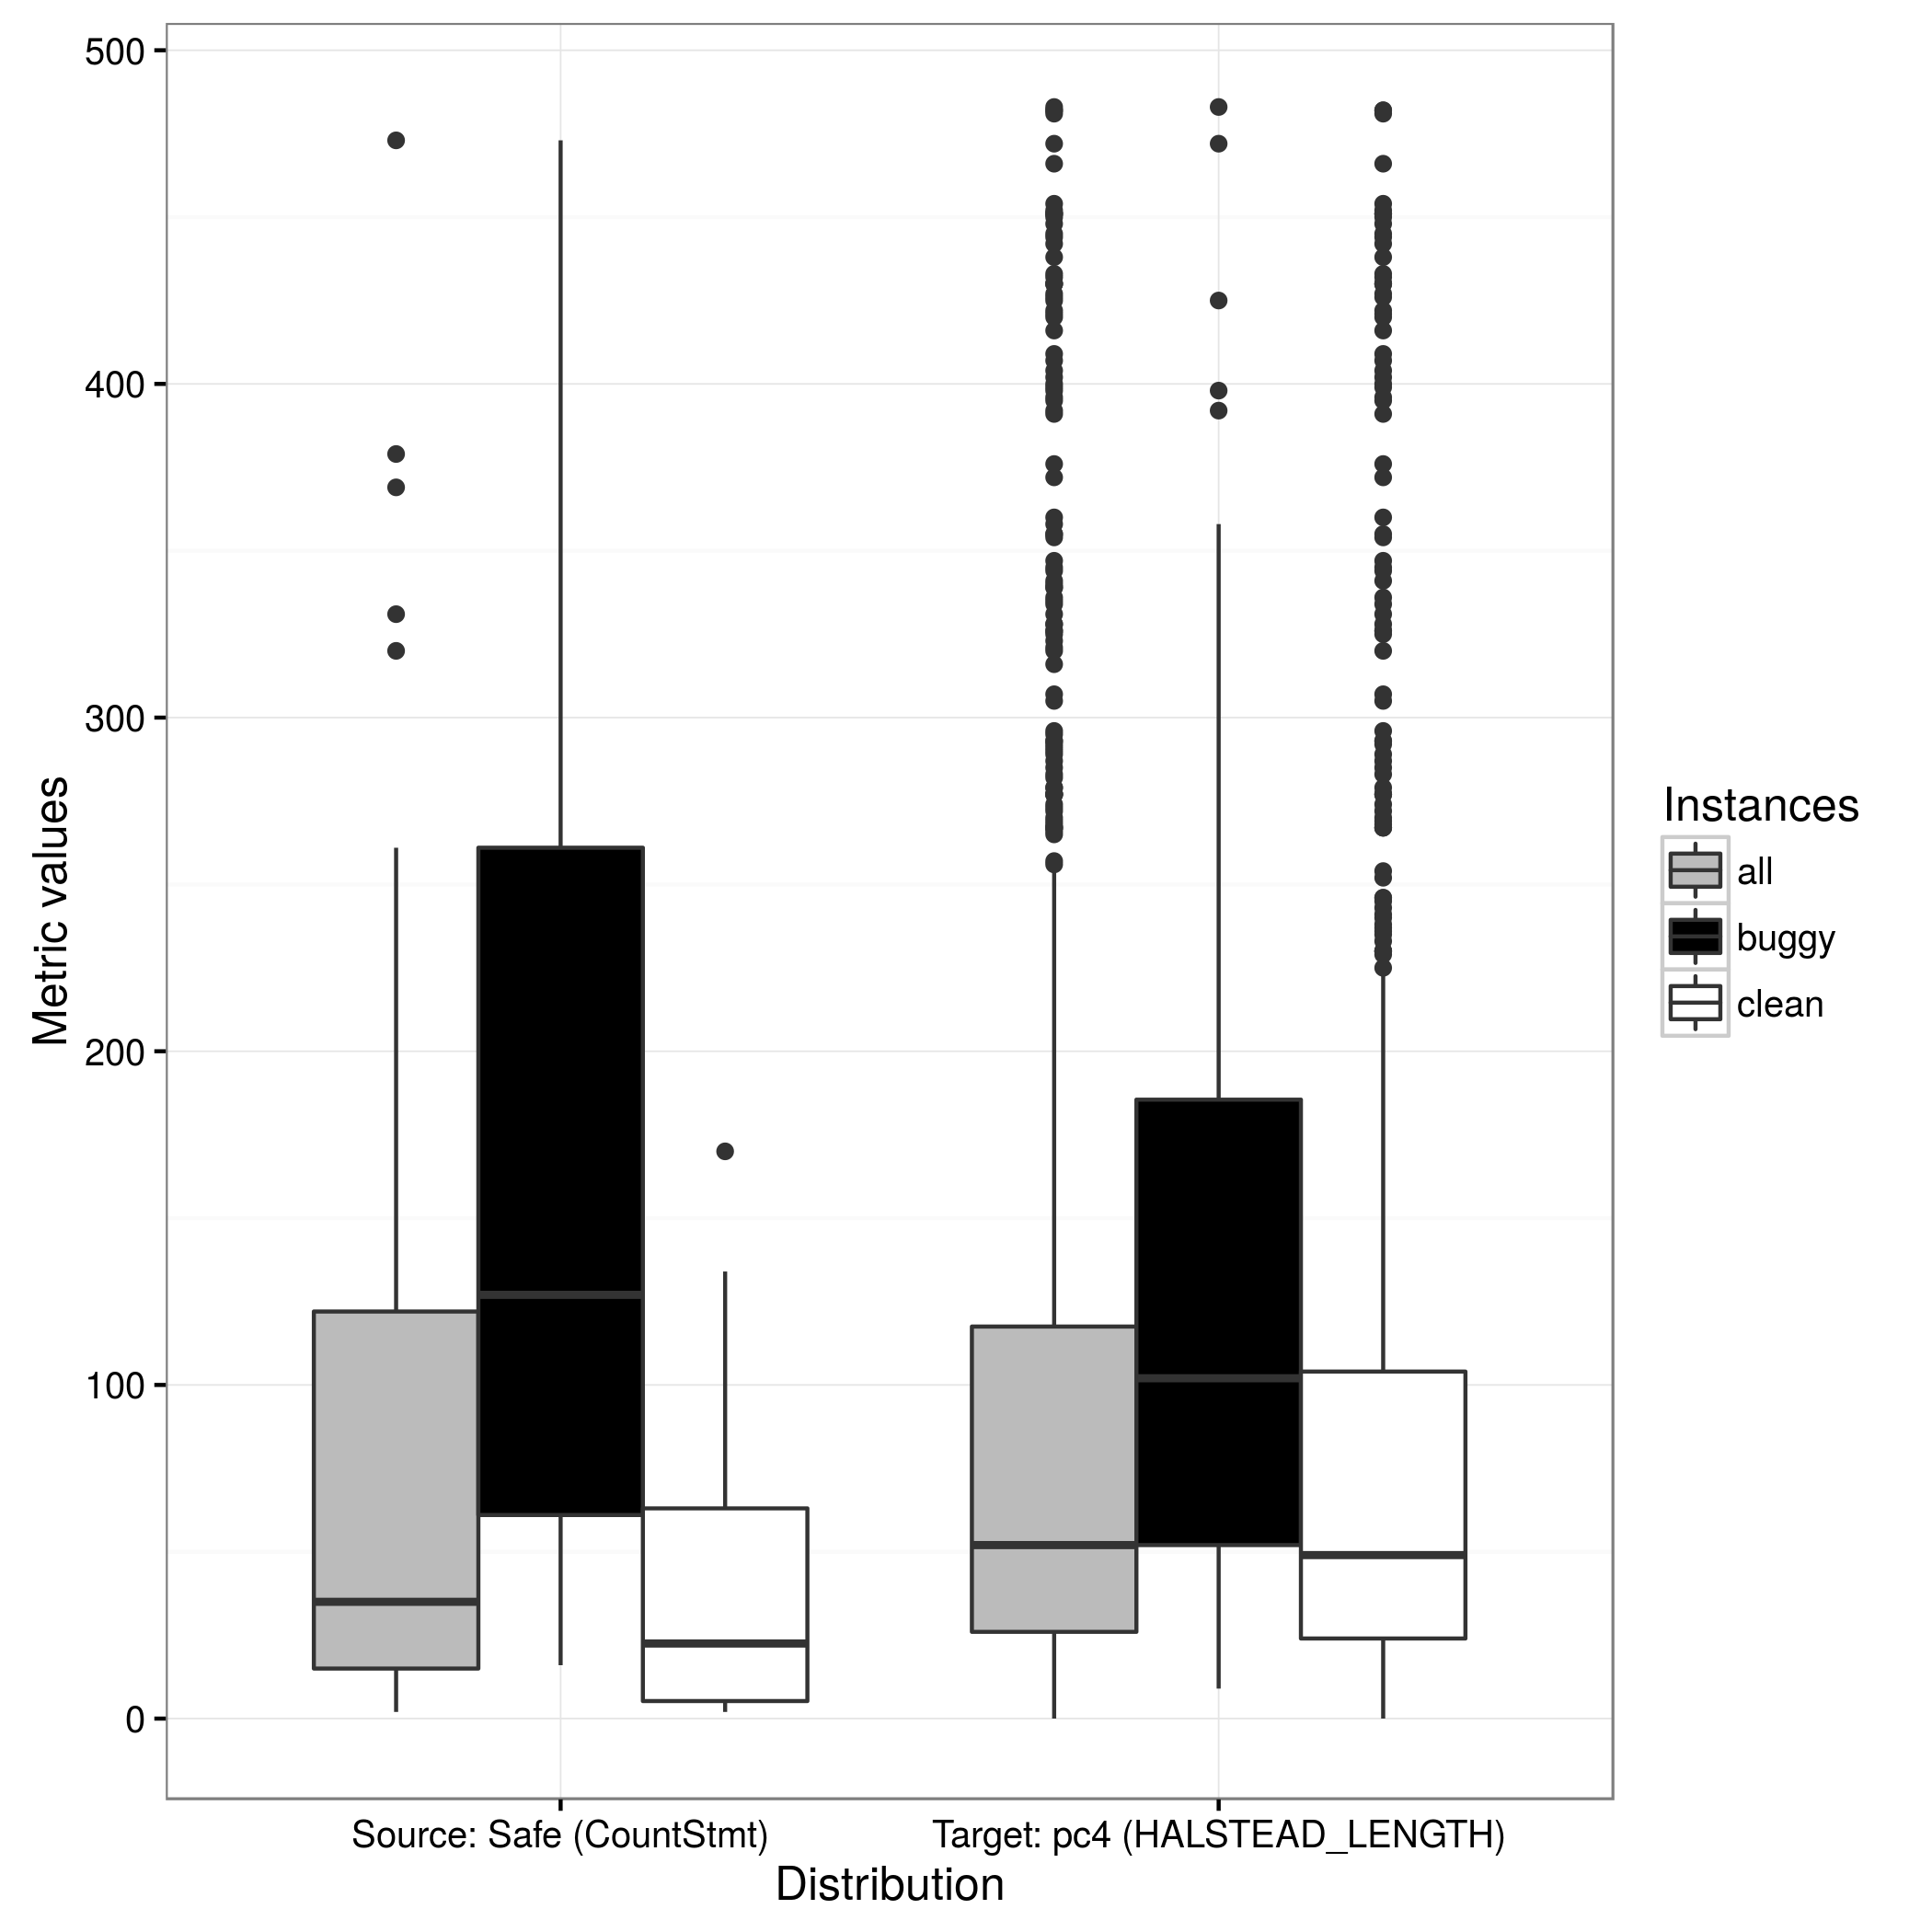 500
400
300
200
100
0
Metric values
Source: Safe (CountStmt)
Target: pc4 (HALSTEAD_LENGTH)
Distribution
Instances
all
buggy
clean